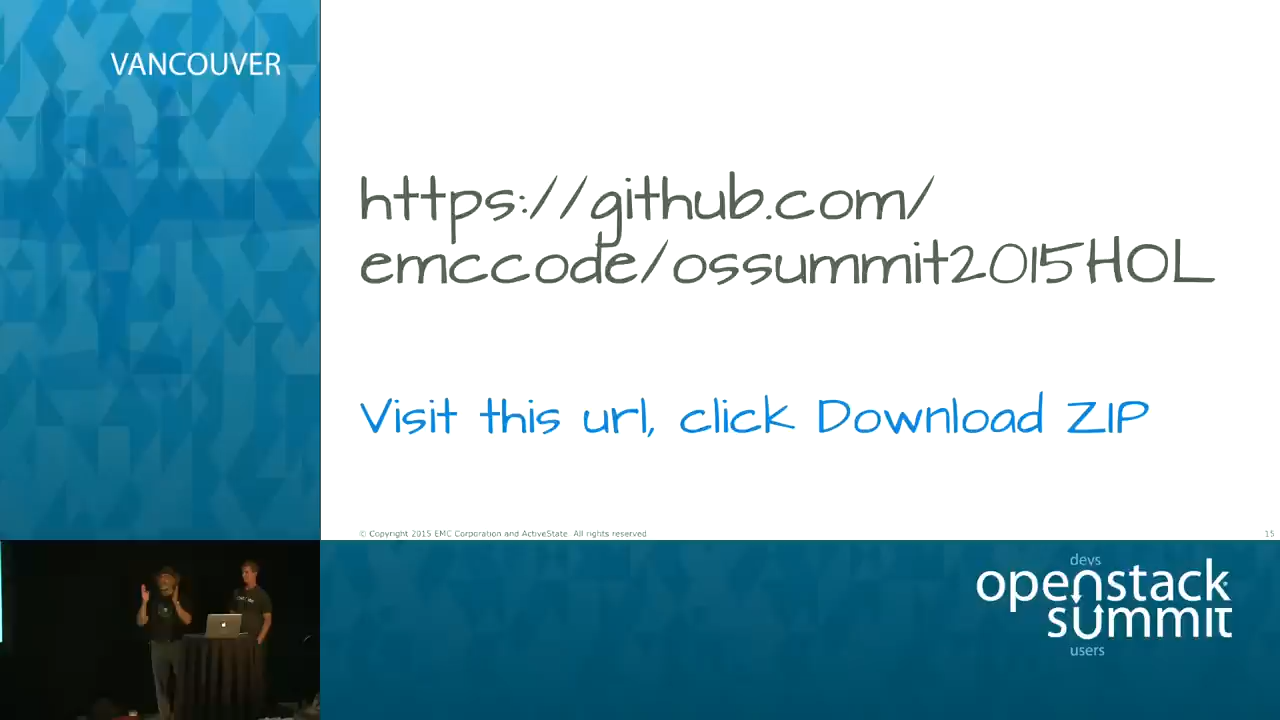 VANCOUVER
https://github.com/
emccode/ossummit2015HOL
Visit this url, click Download ZIP
© Copyright 2015 EMC Corporation and ActiveState. All rights reserved
15
devs
openstack
summit
users